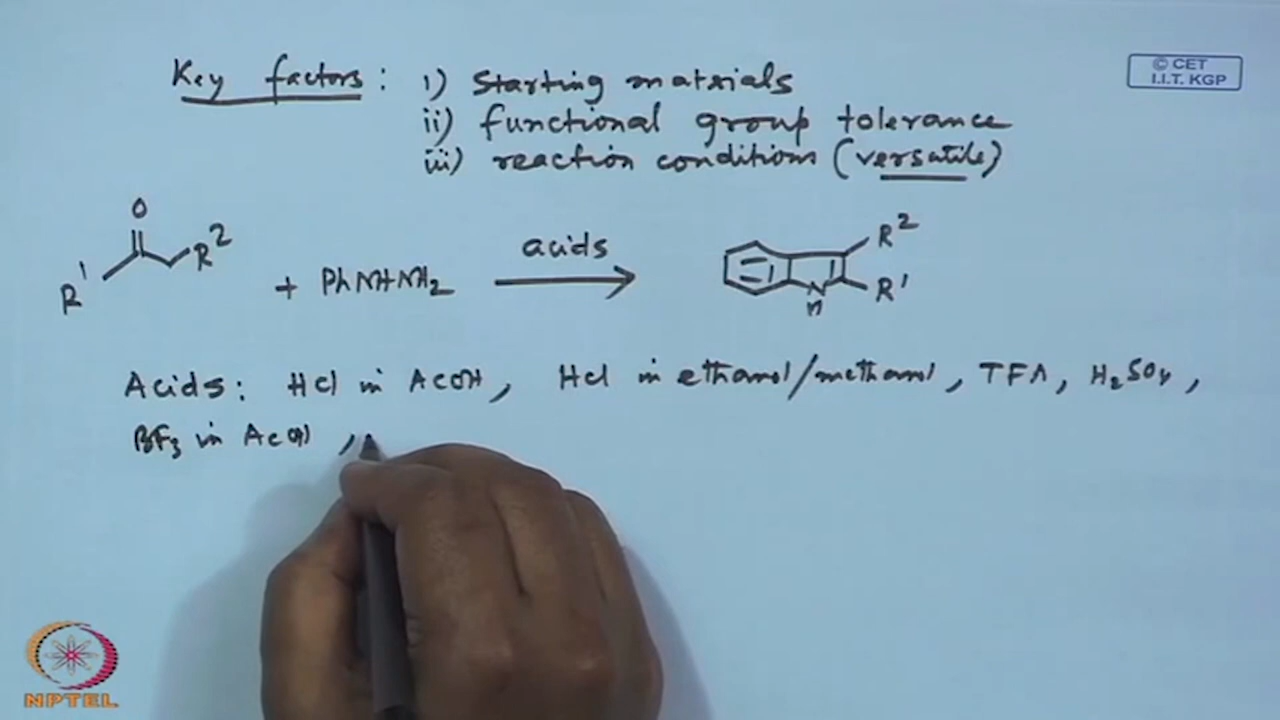 Key factors : i) Starting materials
ii) functional group tolerance
iii) reaction conditions (versatile)
© CET
I.I.T. KGP
O
R¹ R² + PhNHNH₂ acids R² R¹ N H
Acids : HCl in AcOH, HCl in ethanol/methanol, TFA, H₂SO₄,
BF₃ in AcOH ,
NPTEL